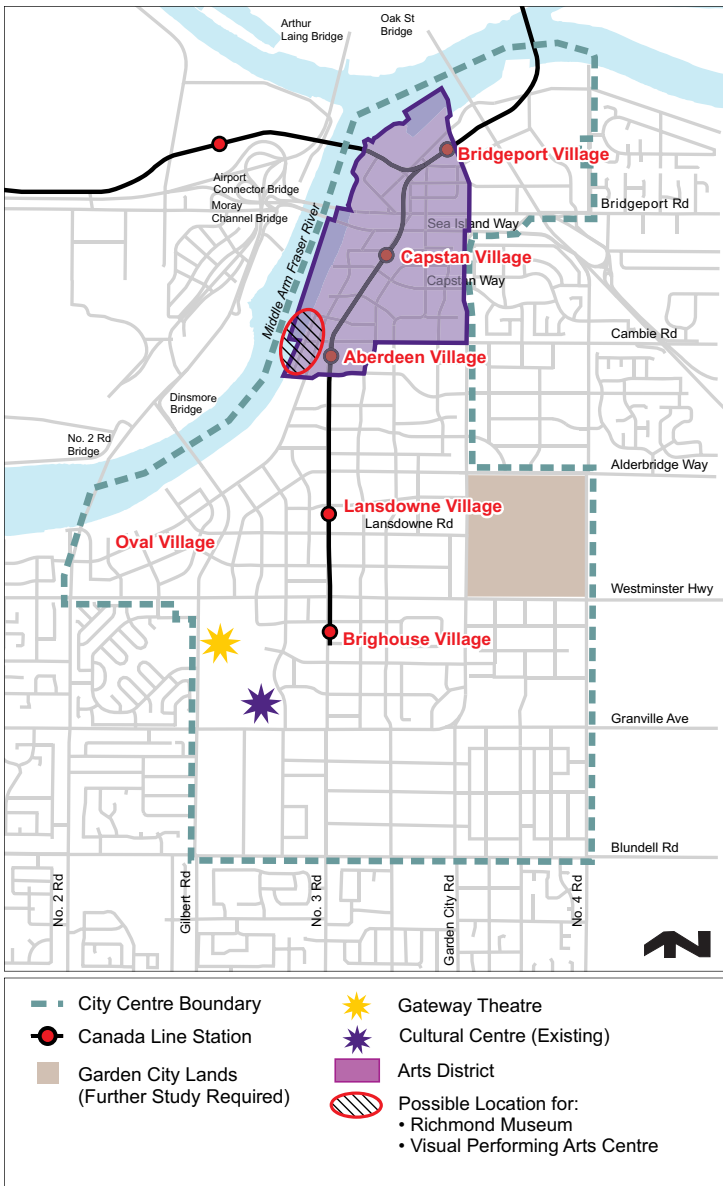 Arthur
Laing Bridge
Oak St
Bridge
Bridgeport Village
Airport
Connector Bridge
Moray
Channel Bridge
Bridgeport Rd
Sea Island Way
Middle Arm Fraser River
Capstan Village
Capstan Way
Cambie Rd
Aberdeen Village
Dinsmore
Bridge
No. 2 Rd
Bridge
Alderbridge Way
Lansdowne Village
Lansdowne Rd
Oval Village
Westminster Hwy
Brighouse Village
Granville Ave
Blundell Rd
No. 2 Rd
Gilbert Rd
No. 3 Rd
Garden City Rd
No. 4 Rd
N
City Centre Boundary
Canada Line Station
Garden City Lands
(Further Study Required)
Gateway Theatre
Cultural Centre (Existing)
Arts District
Possible Location for:
• Richmond Museum
• Visual Performing Arts Centre